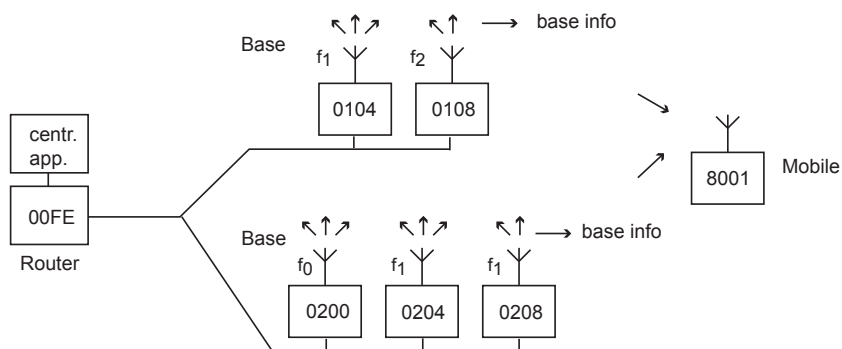 base info
Base
f1
f2
0104
0108
centr.
app.
8001
Mobile
00FE
Router
Base
base info
f0
f1
f1
0200
0204
0208